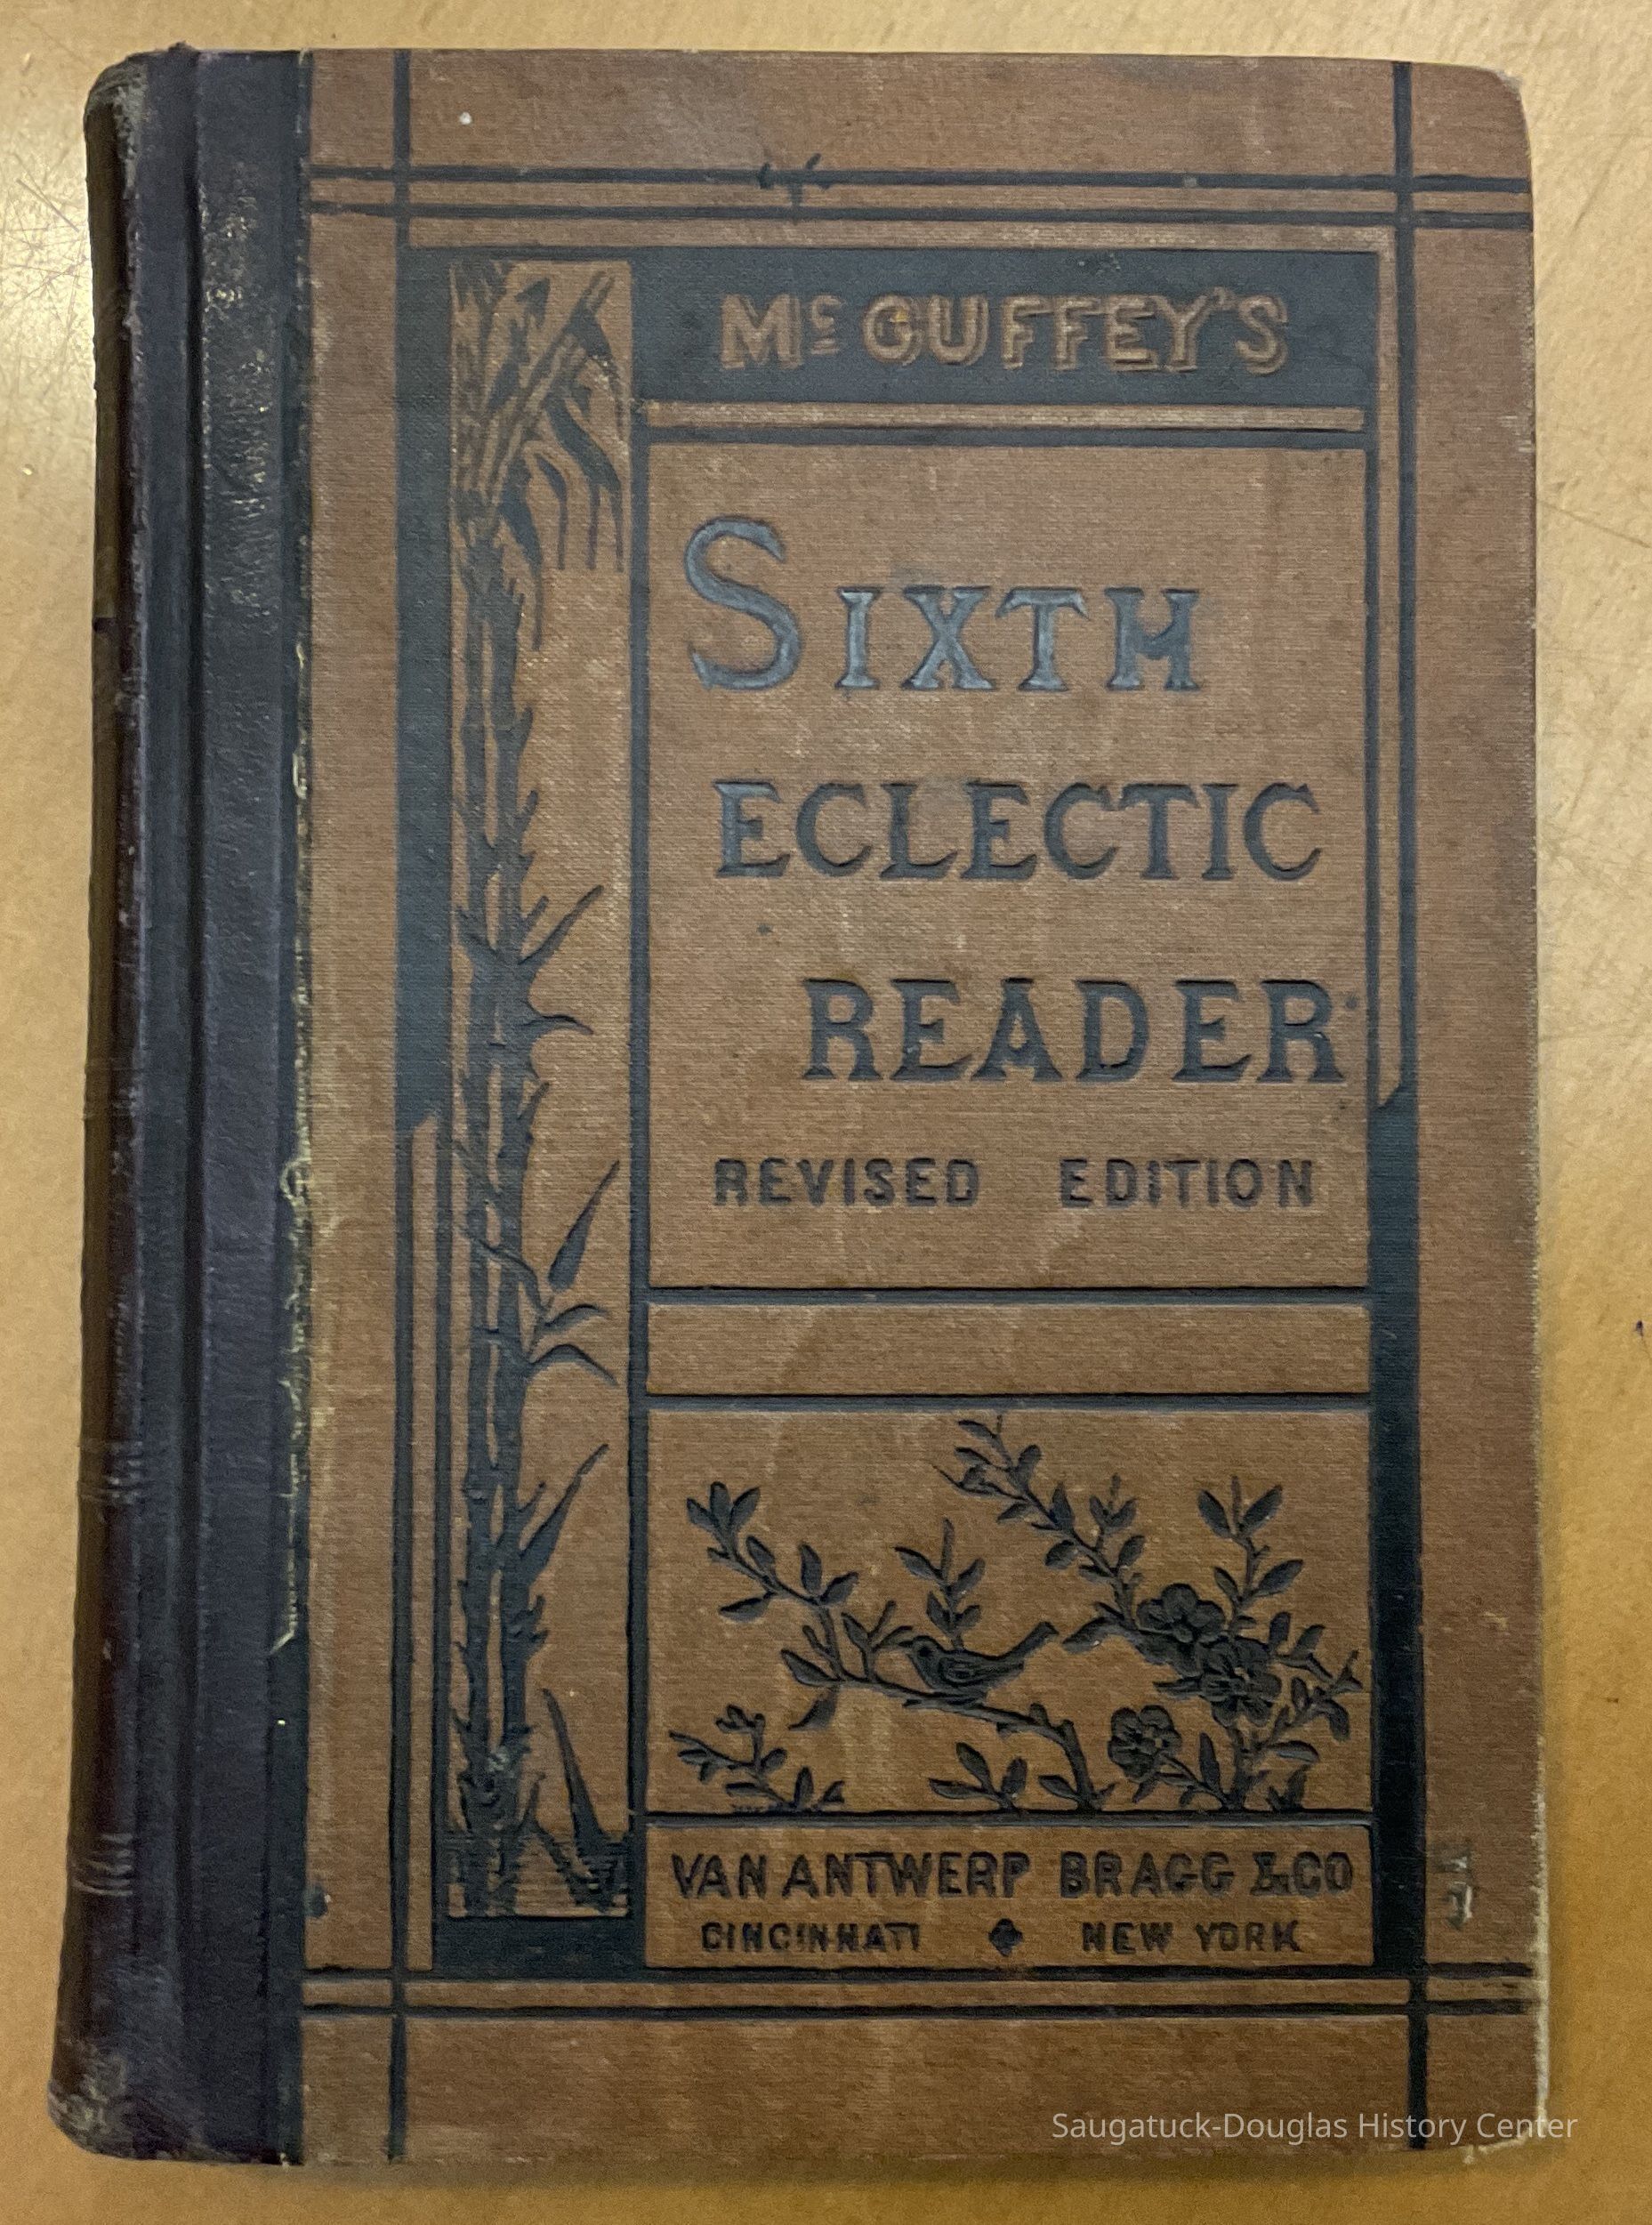 McGUFFEY'S
SIXTH
ECLECTIC
READER
REVISED EDITION
VAN ANTWERP BRAGG & CO
CINCINNATI NEW YORK
Saugatuck-Douglas History Center